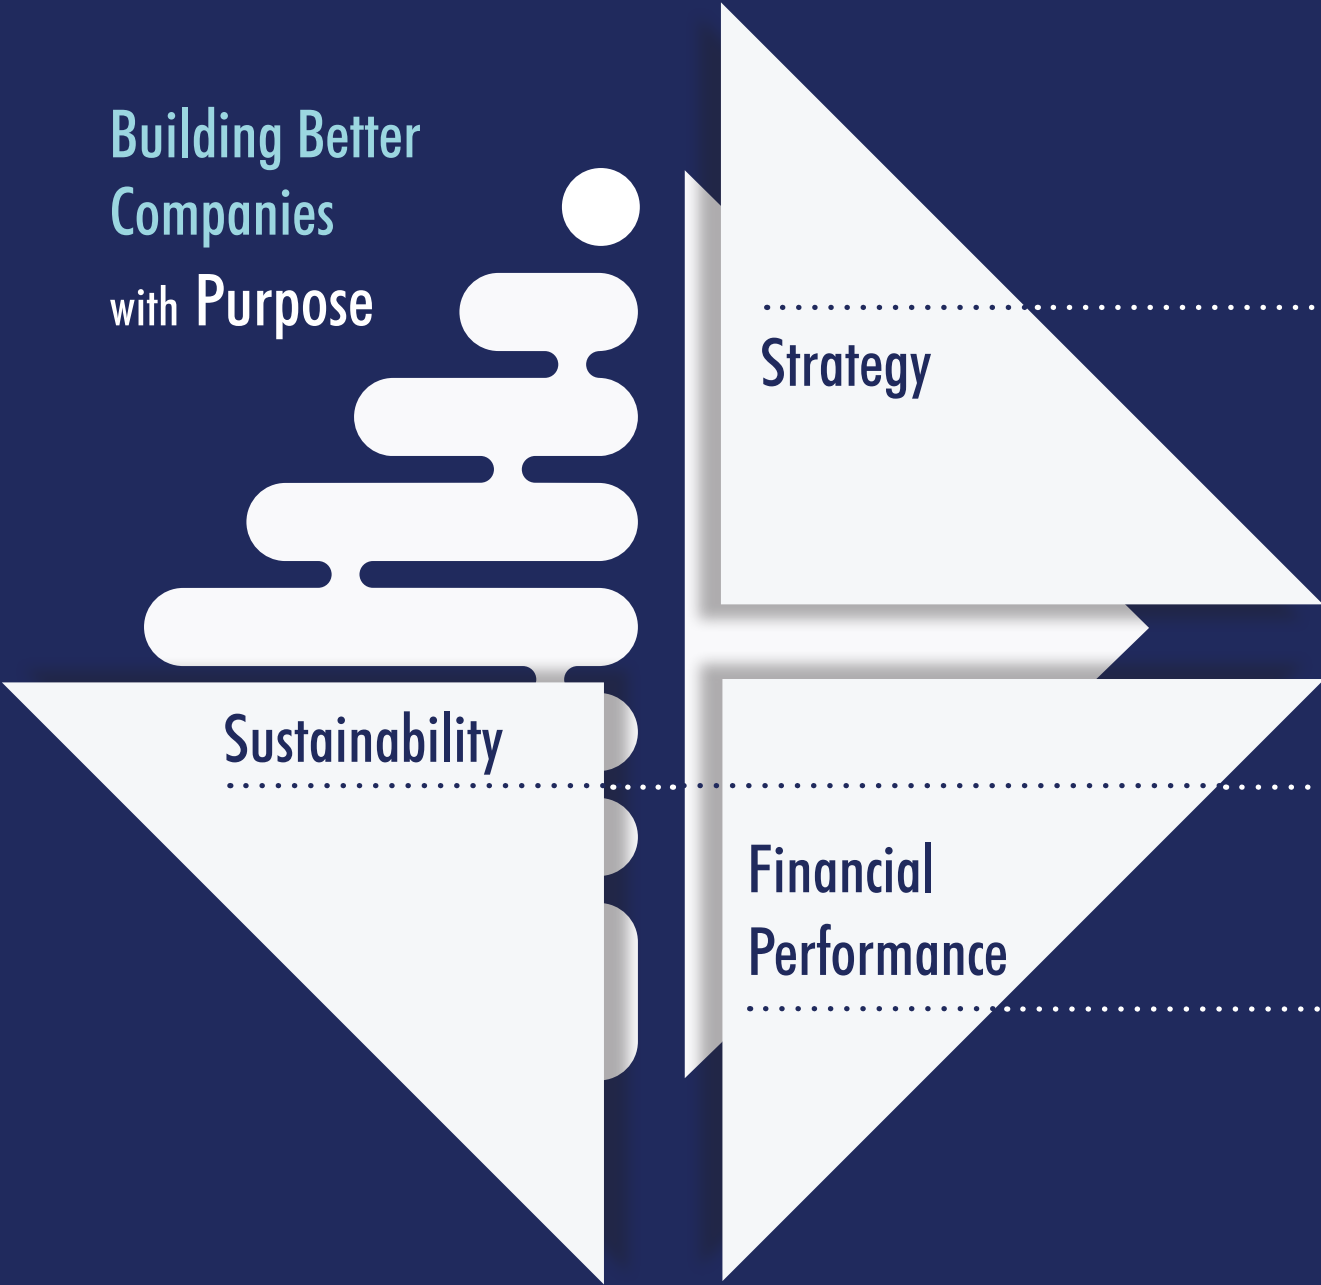 Building Better
Companies
with Purpose
Strategy
Sustainability
Financial
Performance